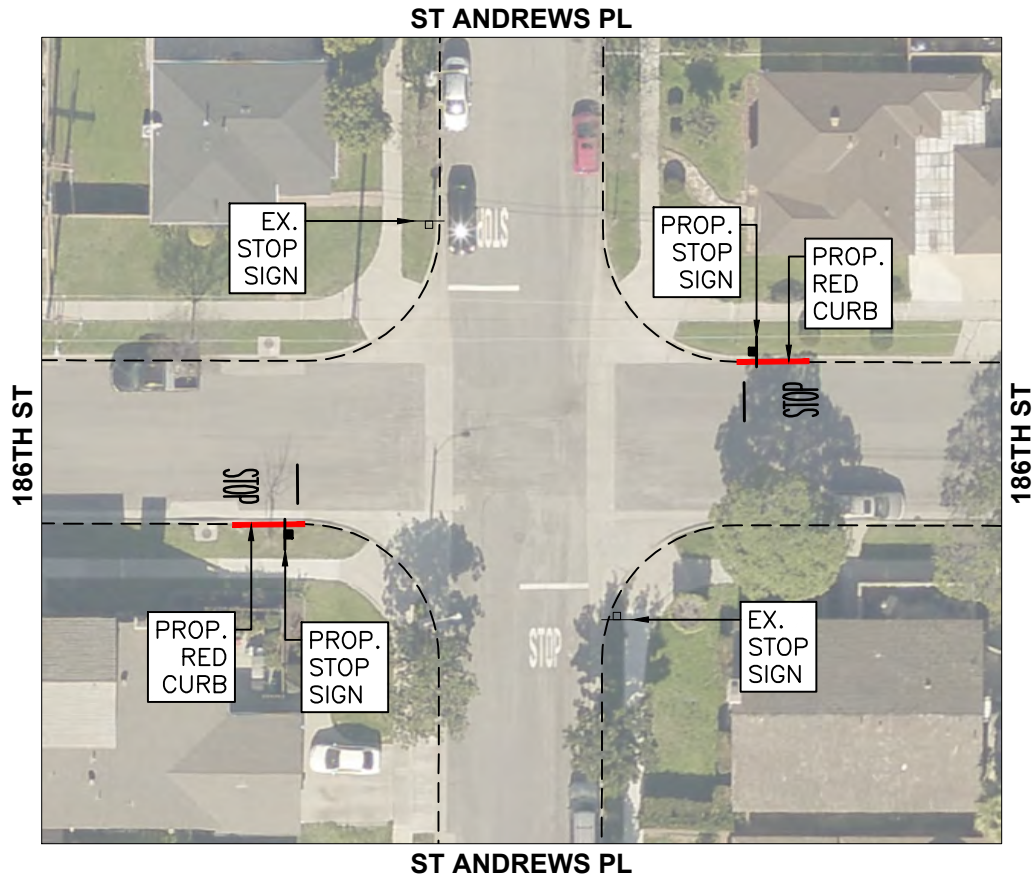 ST ANDREWS PL
EX.
STOP
SIGN
STOP
PROP.
STOP
SIGN
PROP.
RED
CURB
186TH ST
186TH ST
STOP
STOP
PROP.
RED
CURB
PROP.
STOP
SIGN
STOP
EX.
STOP
SIGN
ST ANDREWS PL